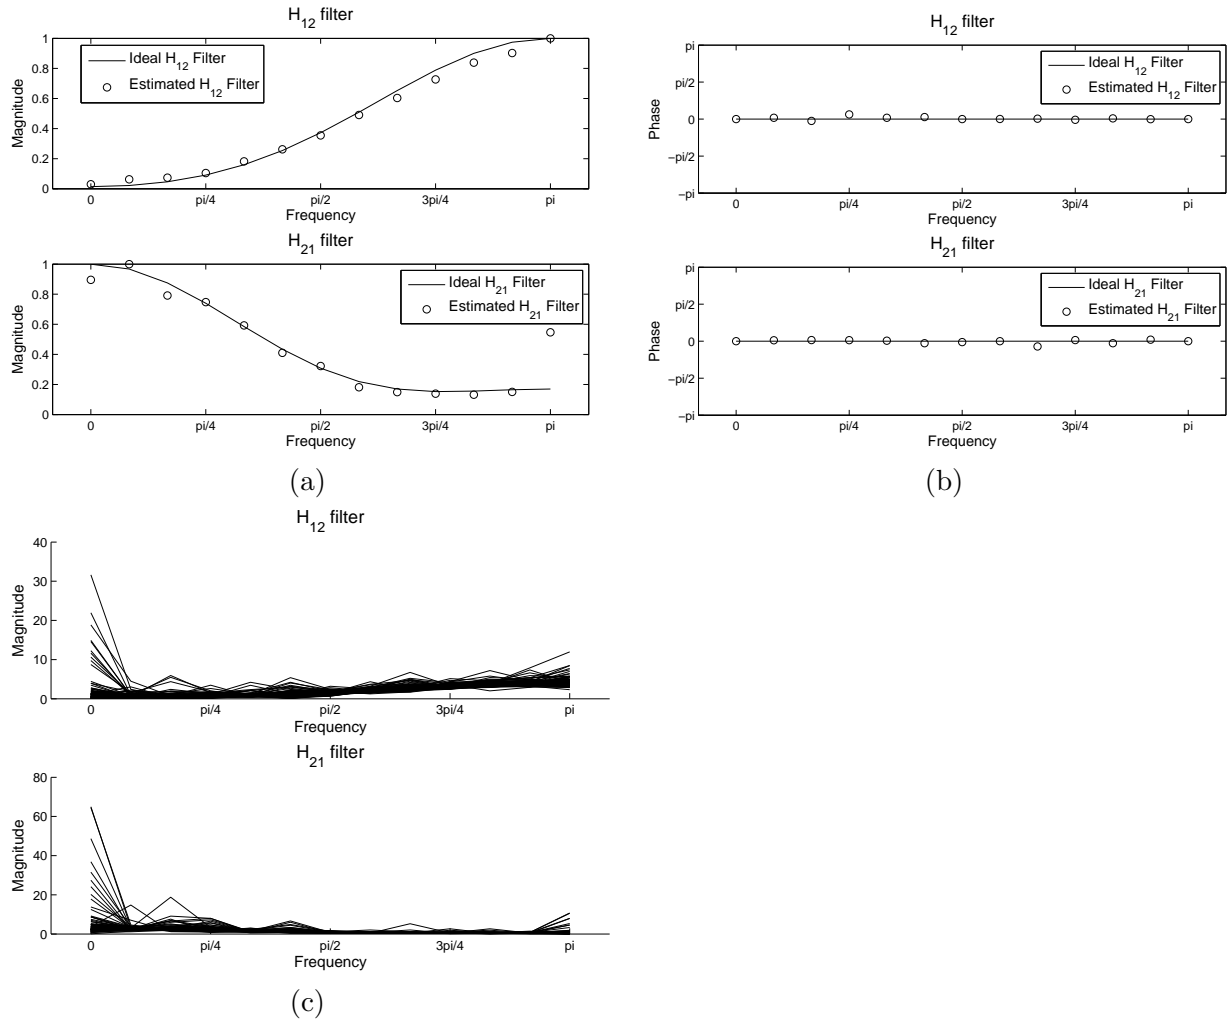 H12 filter
1
0.8
0.6
0.4
0.2
0
Magnitude
Ideal H12 Filter
Estimated H12 Filter
0
pi/4
pi/2
3pi/4
pi
Frequency
H21 filter
1
0.8
0.6
0.4
0.2
0
Magnitude
Ideal H21 Filter
Estimated H21 Filter
0
pi/4
pi/2
3pi/4
pi
Frequency
(a)
H12 filter
pi
pi/2
0
−pi/2
−pi
Phase
Ideal H12 Filter
Estimated H12 Filter
0
pi/4
pi/2
3pi/4
pi
Frequency
H21 filter
pi
pi/2
0
−pi/2
−pi
Phase
Ideal H21 Filter
Estimated H21 Filter
0
pi/4
pi/2
3pi/4
pi
Frequency
(b)
H12 filter
40
30
20
10
0
Magnitude
0
pi/4
pi/2
3pi/4
pi
Frequency
H21 filter
80
60
40
20
0
Magnitude
0
pi/4
pi/2
3pi/4
pi
Frequency
(c)